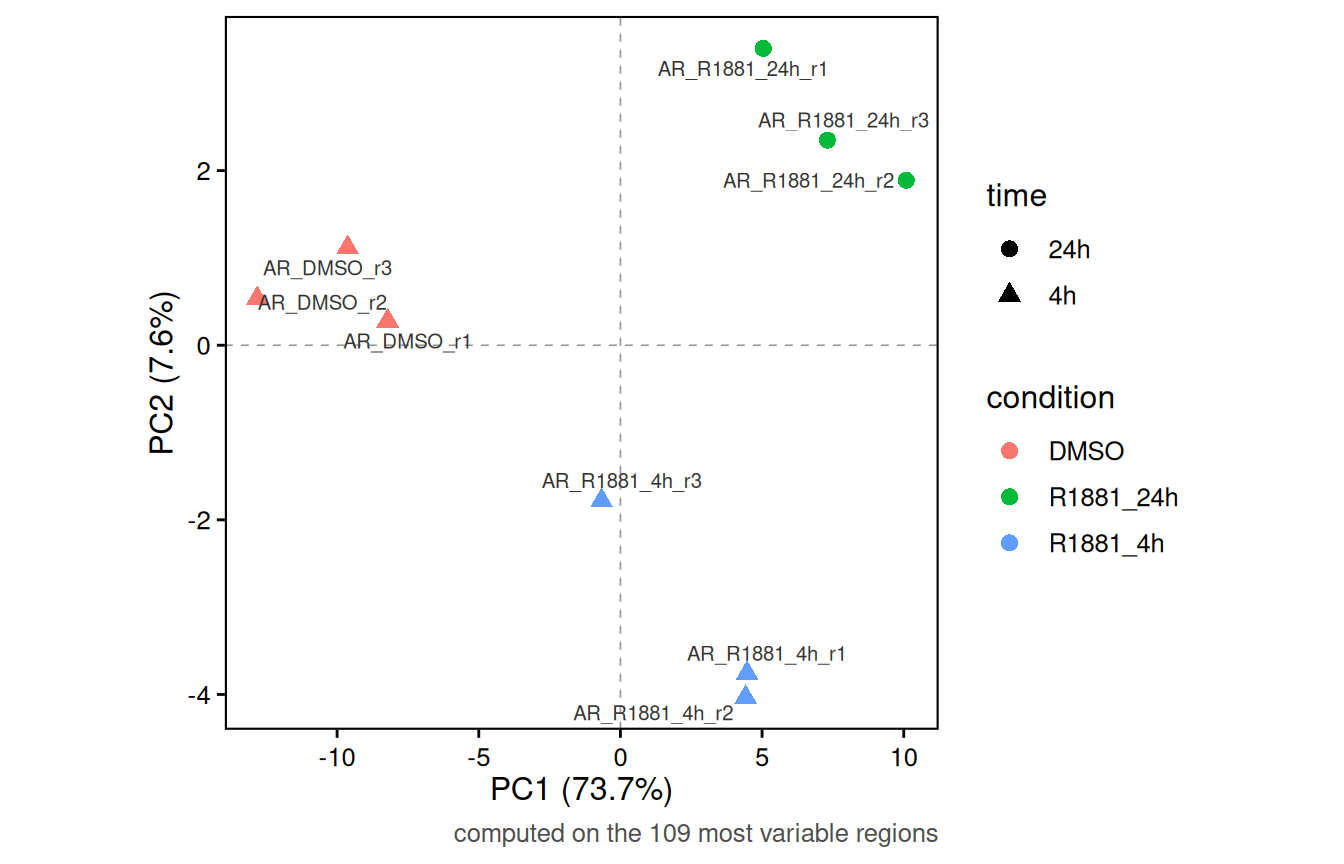 AR_R1881_24h_r1
AR_R1881_24h_r3
AR_R1881_24h_r2
AR_DMSO_r3
AR_DMSO_r2
AR_DMSO_r1
AR_R1881_4h_r3
AR_R1881_4h_r1
AR_R1881_4h_r2
2
0
-2
-4
PC2 (7.6%)
-10 -5 0 5 10
PC1 (73.7%)
computed on the 109 most variable regions
time
24h
4h
condition
DMSO
R1881_24h
R1881_4h